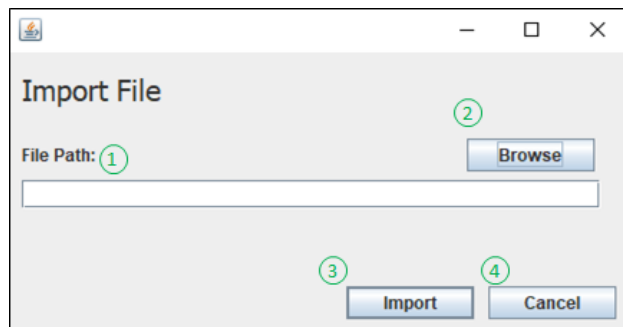 Import File
2
File Path: 1
Browse
3
4
Import
Cancel